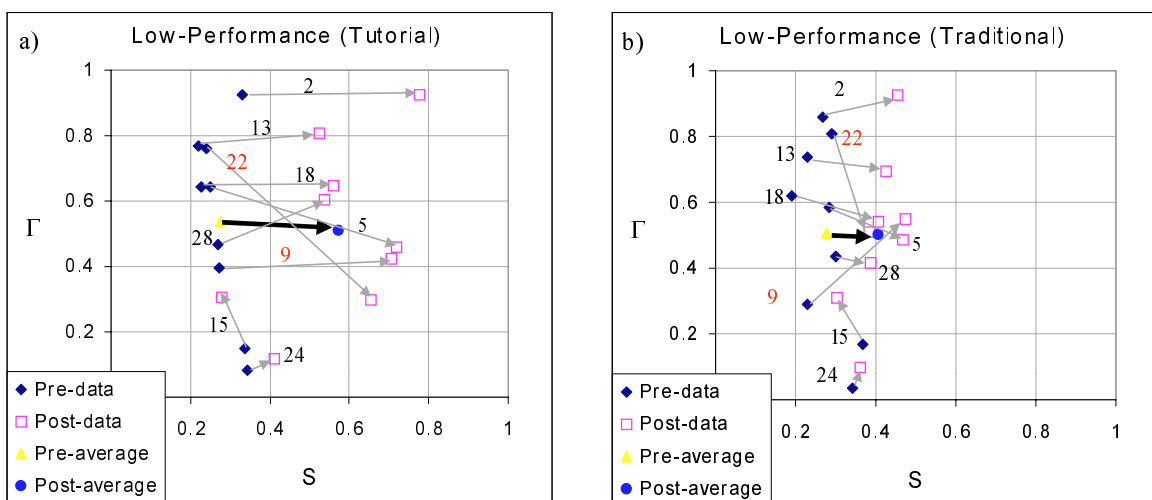 a)
Low-Performance (Tutorial)
1
0.8
0.6
0.4
0.2
Γ
2
13
22
18
5
28
9
15
24
0.2
0.4
0.6
0.8
1
S
Pre-data
Post-data
Pre-average
Post-average
b)
Low-Performance (Traditional)
1
0.8
0.6
0.4
0.2
Γ
2
22
13
18
5
28
9
15
24
0.2
0.4
0.6
0.8
1
S
Pre-data
Post-data
Pre-average
Post-average